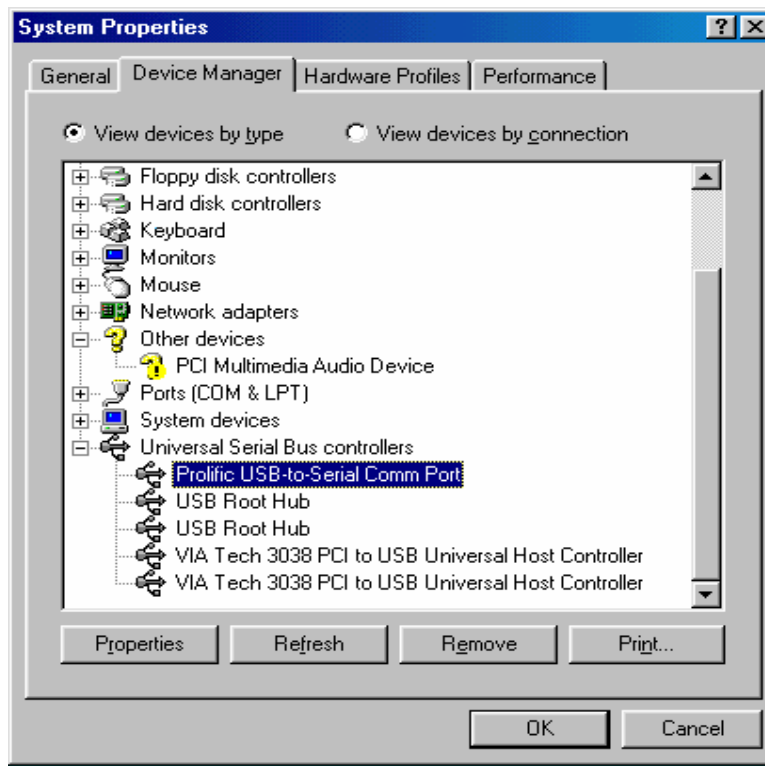 System Properties
General Device Manager Hardware Profiles Performance
View devices by type View devices by connection
Floppy disk controllers
Hard disk controllers
Keyboard
Monitors
Mouse
Network adapters
Other devices
PCI Multimedia Audio Device
Ports (COM & LPT)
System devices
Universal Serial Bus controllers
Prolific USB-to-Serial Comm Port
USB Root Hub
USB Root Hub
VIA Tech 3038 PCI to USB Universal Host Controller
VIA Tech 3038 PCI to USB Universal Host Controller
Properties Refresh Remove Print...
OK Cancel